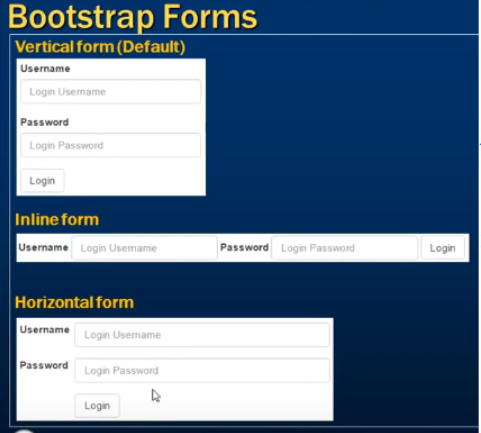 Bootstrap Forms
Vertical form (Default)
Username
Login Username
Password
Login Password
Login
Inline form
Username Login Username Password Login Password Login
Horizontal form
Username Login Username
Password Login Password
Login